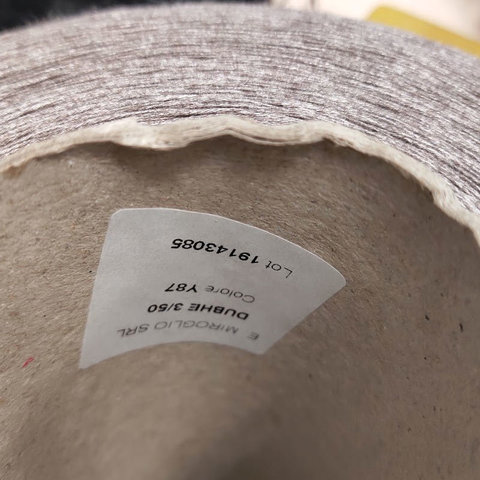 E. MIROGLIO SRL
DUBHE 3/50
Colore Y87
Lot 19143085